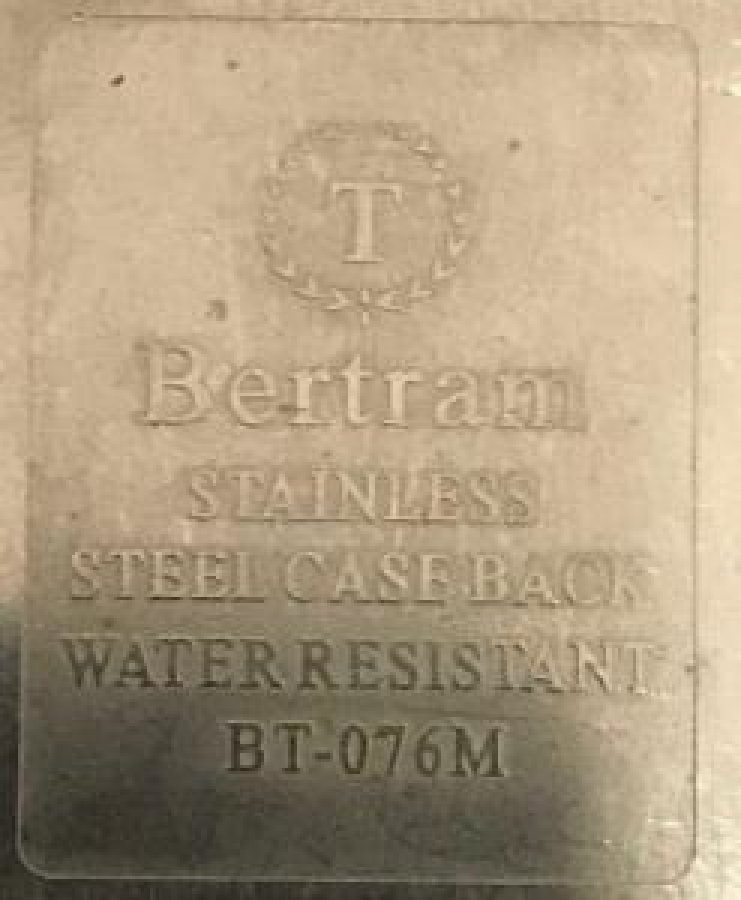 T
Bertram
STAINLESS
STEEL CASE BACK
WATER RESISTANT
BT-076M